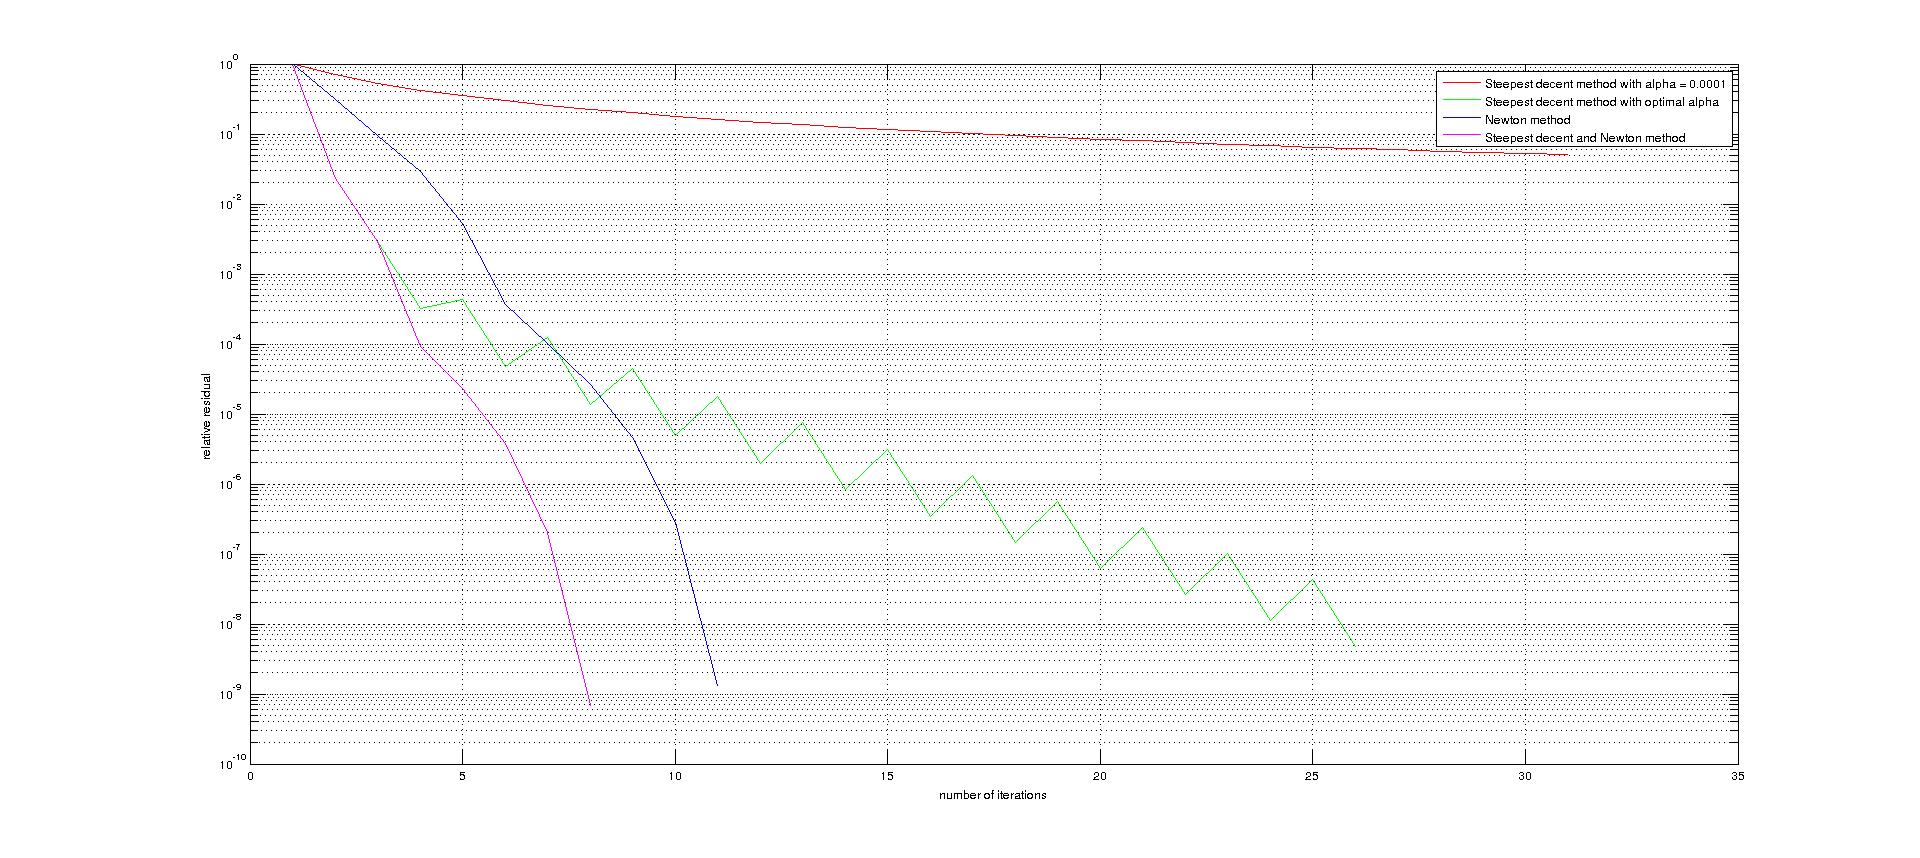 10^0
10^-1
10^-2
10^-3
10^-4
10^-5
10^-6
10^-7
10^-8
10^-9
10^-10
relative residual
Steepest decent method with alpha = 0.0001
Steepest decent method with optimal alpha
Newton method
Steepest decent and Newton method
0 5 10 15 20 25 30 35
number of iterations